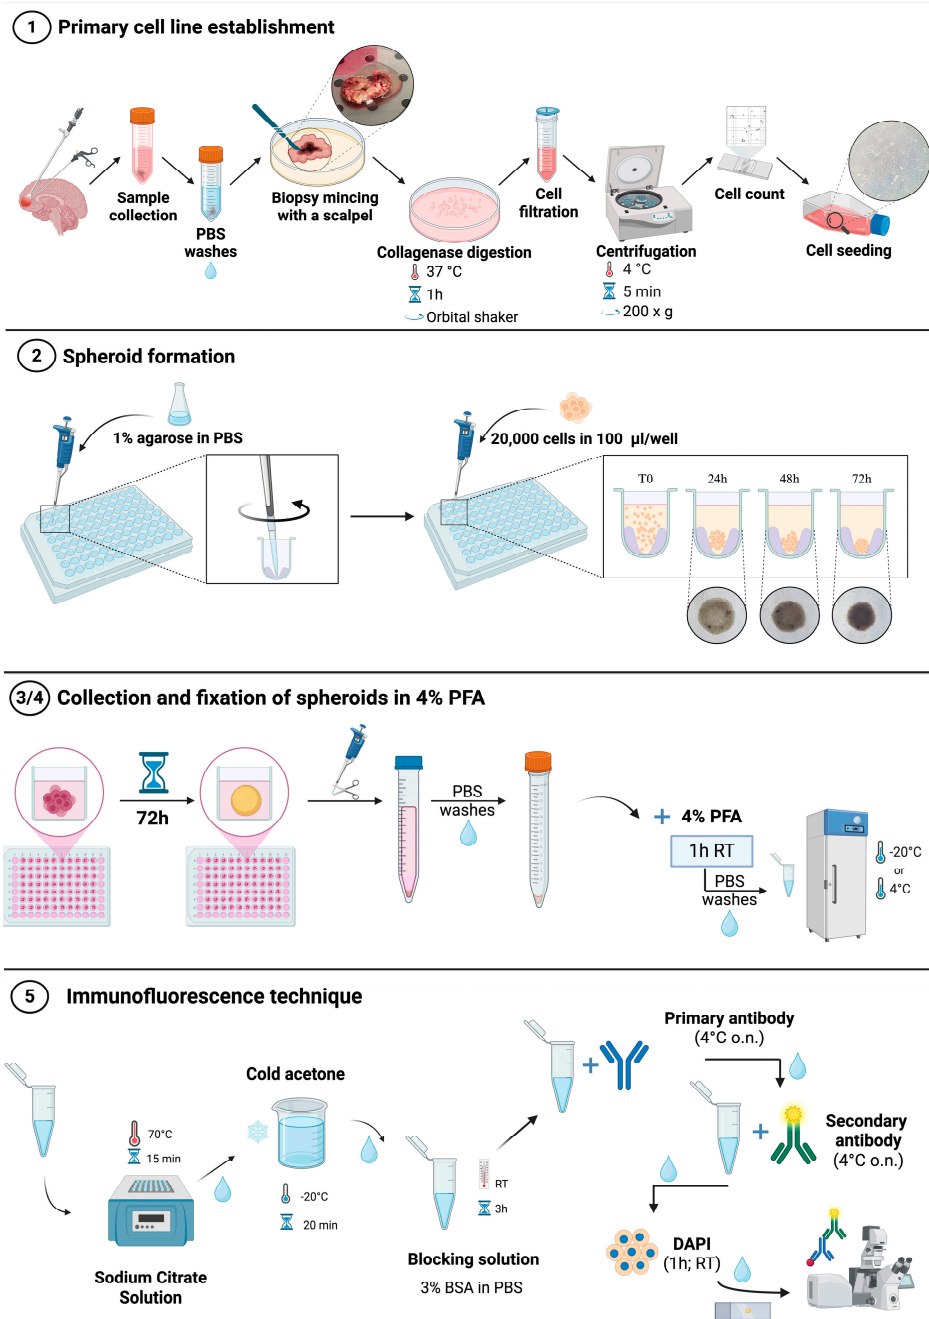 1 Primary cell line establishment
Sample
collection
PBS
washes
Biopsy mincing
with a scalpel
Collagenase digestion
37 °C
1h
Orbital shaker
Cell
filtration
Centrifugation
4 °C
5 min
200 x g
Cell count
Cell seeding
2 Spheroid formation
1% agarose in PBS
20,000 cells in 100 µl/well
T0 24h 48h 72h
3/4 Collection and fixation of spheroids in 4% PFA
72h
PBS
washes
+ 4% PFA
1h RT
PBS
washes
-20°C
or
4°C
5 Immunofluorescence technique
70°C
15 min
Sodium Citrate
Solution
Cold acetone
-20°C
20 min
RT
3h
Blocking solution
3% BSA in PBS
+
Primary antibody
(4°C o.n.)
+
Secondary
antibody
(4°C o.n.)
DAPI
(1h; RT)